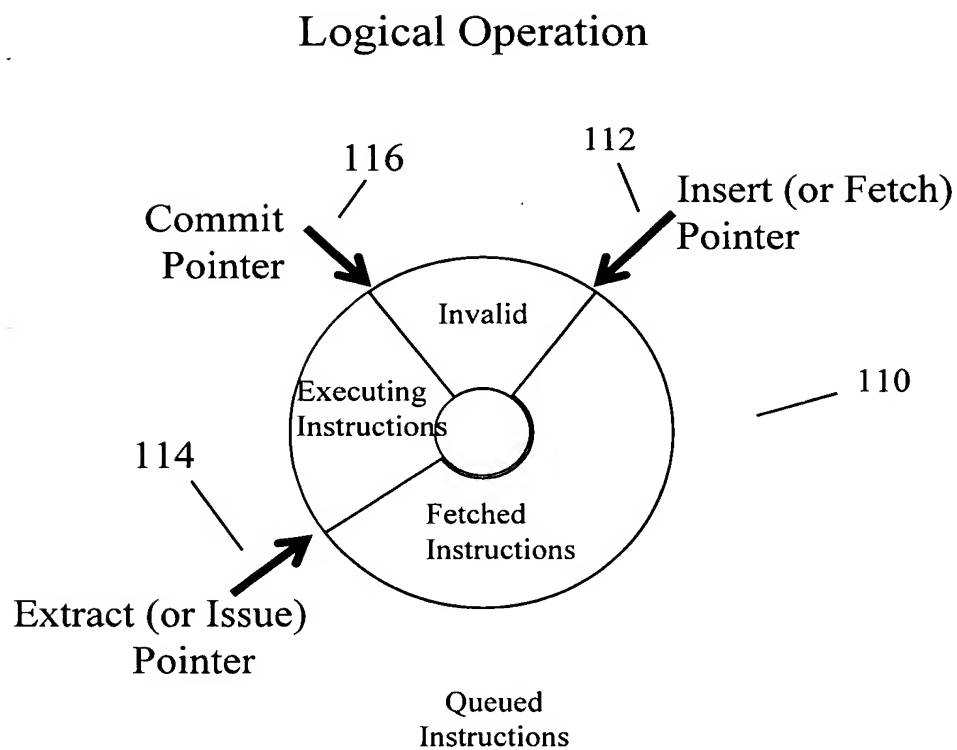 Logical Operation
116
112
Commit
Pointer
Insert (or Fetch)
Pointer
Invalid
Executing
Instructions
110
114
Fetched
Instructions
Extract (or Issue)
Pointer
Queued
Instructions